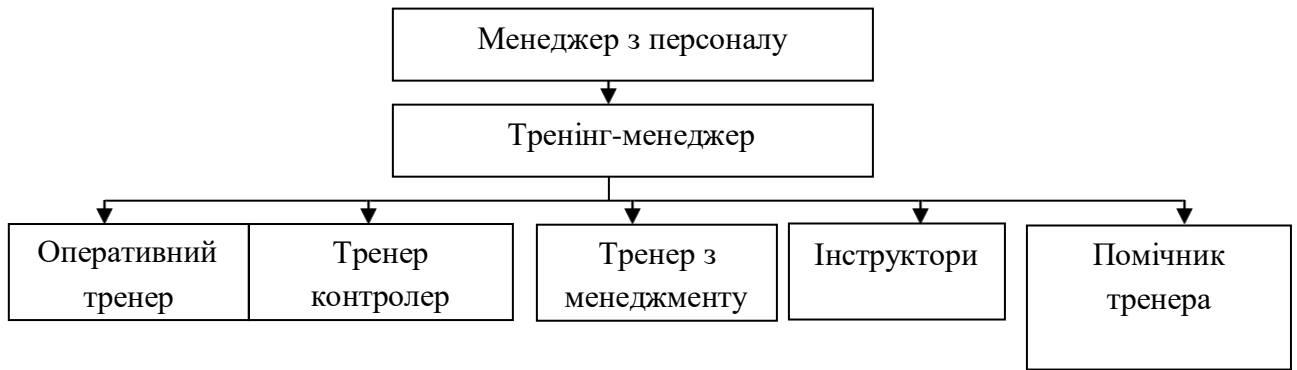 Менеджер з персоналу
Тренінг-менеджер
Оперативний
тренер
Тренер
контролер
Тренер з
менеджменту
Інструктори
Помічник
тренера